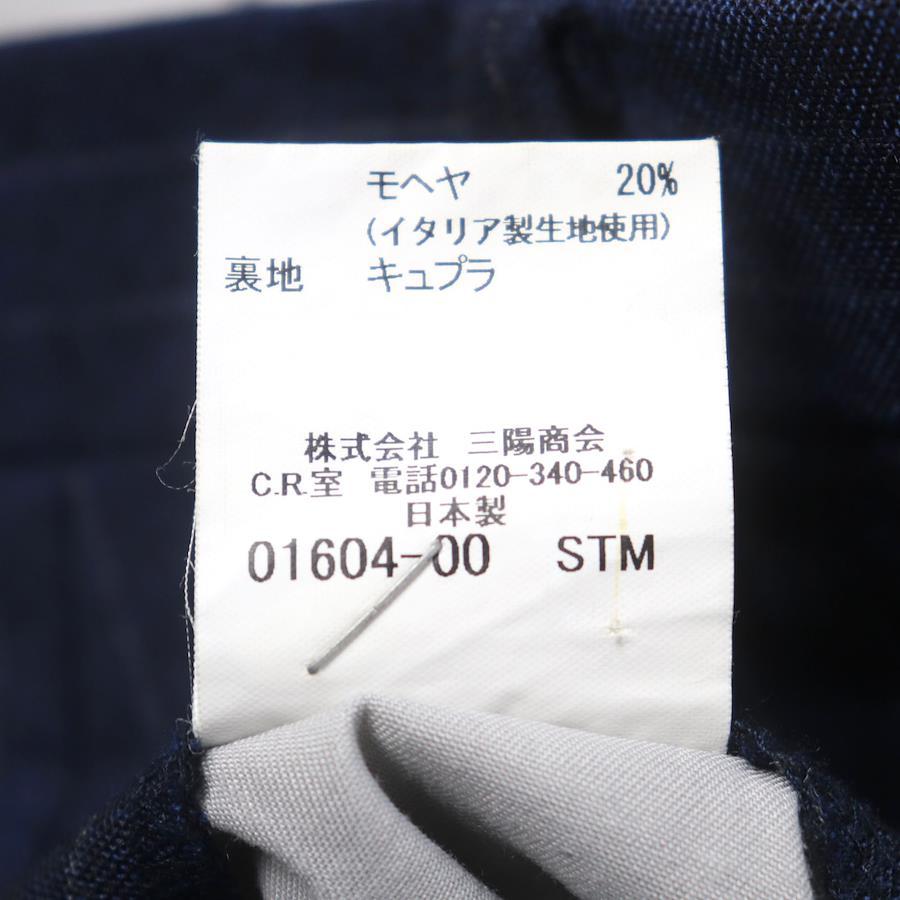 モヘヤ 20%
(イタリア製生地使用)
裏地 キュプラ
株式会社 三陽商会
C.R.室 電話0120-340-460
日本製
01604-00 STM